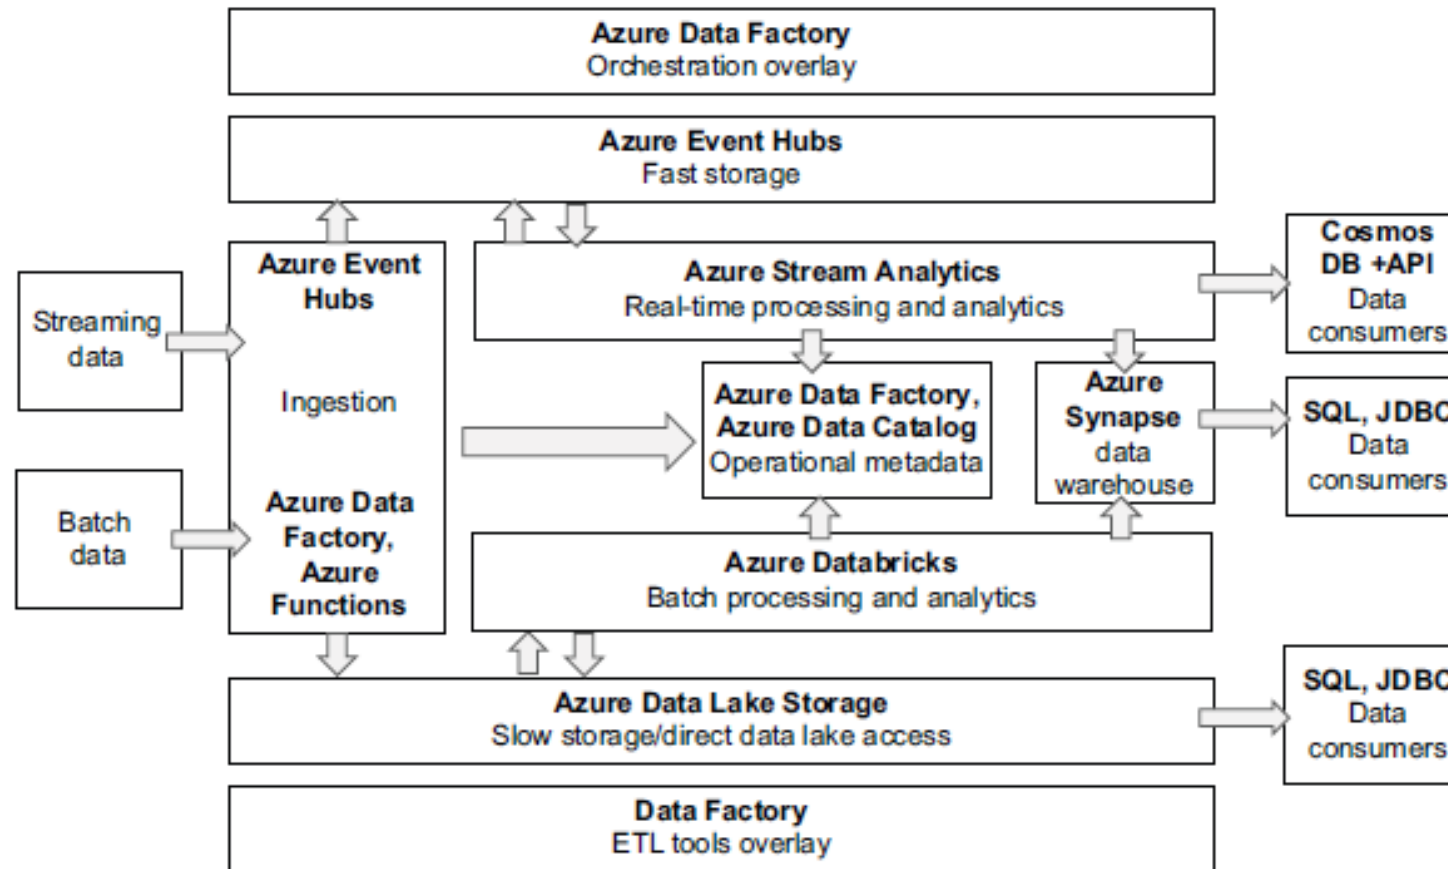 Azure Data Factory
Orchestration overlay
Azure Event Hubs
Fast storage
Streaming
data
Batch
data
Azure Event
Hubs
Ingestion
Azure Data
Factory,
Azure
Functions
Azure Stream Analytics
Real-time processing and analytics
Azure Data Factory,
Azure Data Catalog
Operational metadata
Azure
Synapse
data
warehouse
Azure Databricks
Batch processing and analytics
Cosmos
DB +API
Data
consumers
SQL, JDBC
Data
consumers
SQL, JDBC
Data
consumers
Azure Data Lake Storage
Slow storage/direct data lake access
Data Factory
ETL tools overlay